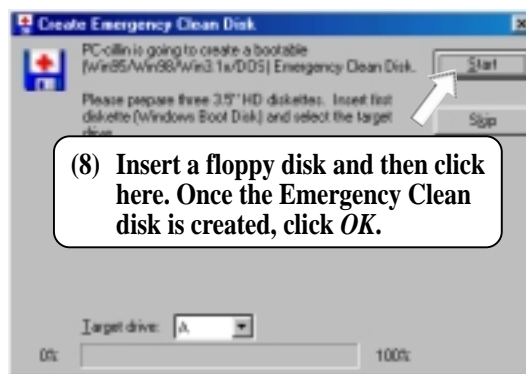 Create Emergency Clean Disk
PC-cillin is going to create a bootable
(Win95/Win98/Win3.1x/DOS) Emergency Clean Disk.
Start
Please prepare three 3.5" HD diskettes. Insert first
diskette (Windows Boot Disk) and select the target
drive
Skip
(8) Insert a floppy disk and then click
here. Once the Emergency Clean
disk is created, click OK.
Target drive: A:
0% 100%